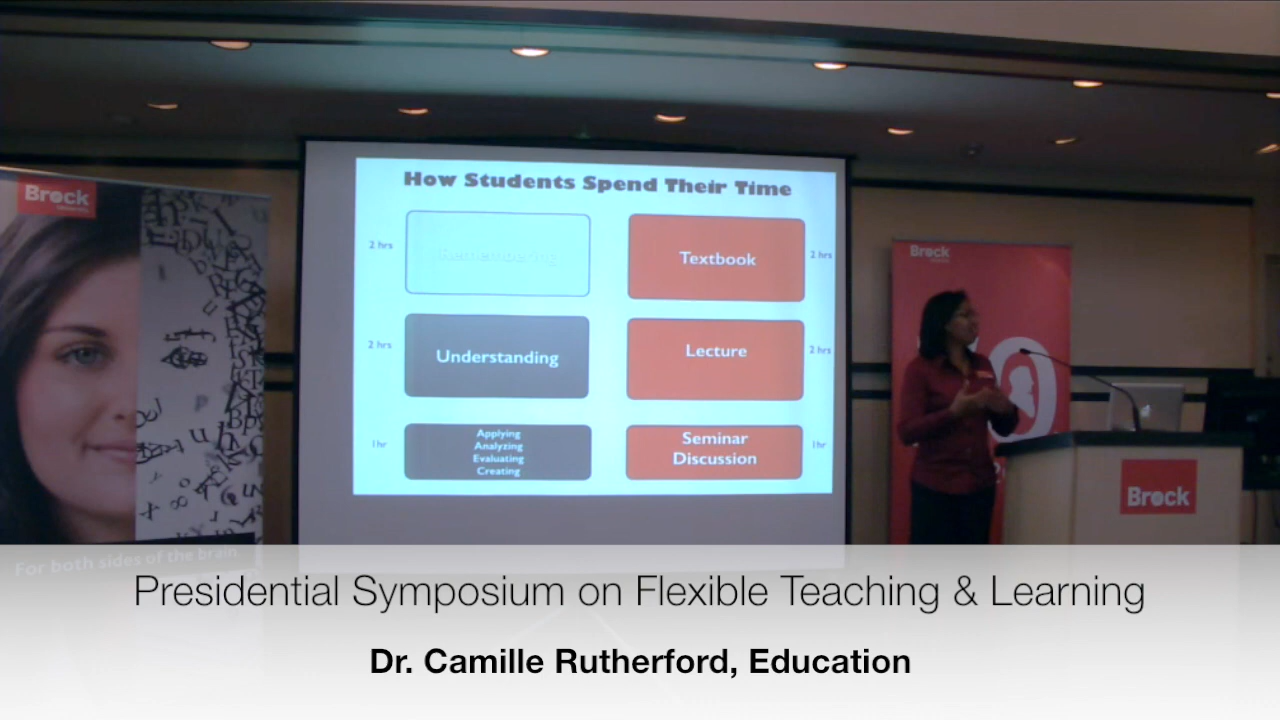 Brock
How Students Spend Their Time
2 hrs
Remembering
Textbook
2 hrs
2 hrs
Understanding
Lecture
2 hrs
1hr
Applying
Analyzing
Evaluating
Creating
Seminar
Discussion
1hr
Brock
Brock
For both sides of the brain
Presidential Symposium on Flexible Teaching & Learning
Dr. Camille Rutherford, Education